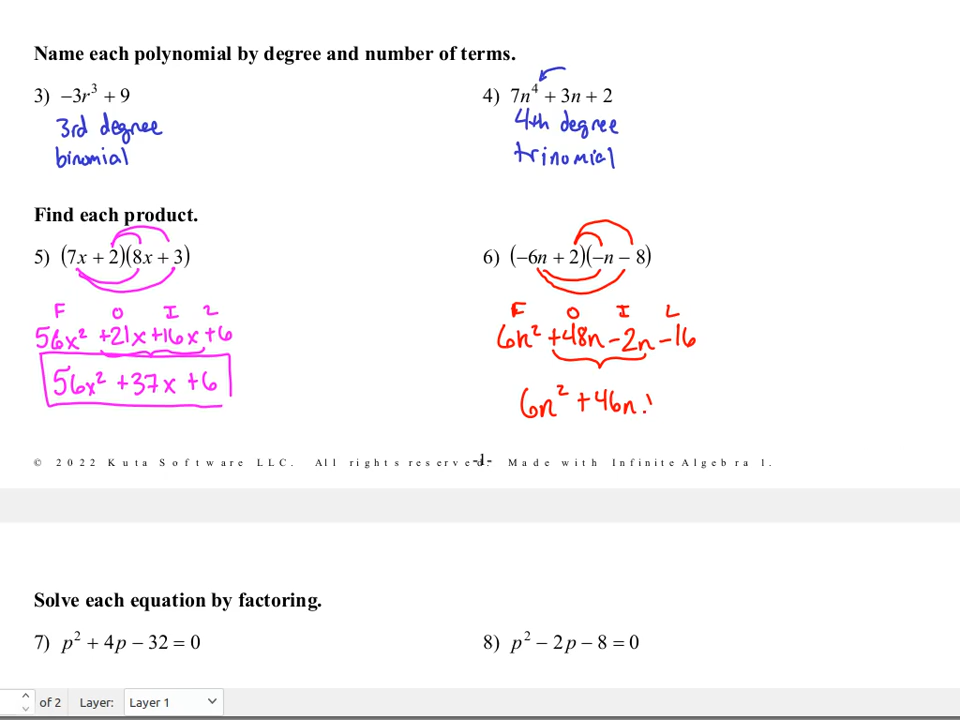 Name each polynomial by degree and number of terms.
3) −3r³ + 9
4) 7n⁴ + 3n + 2
3rd degree
binomial
4th degree
trinomial
Find each product.
5) (7x + 2)(8x + 3)
6) (−6n + 2)(−n − 8)
F O I L
56x² +21x +16x +6
56x² +37x +6
F O I L
6n² +48n −2n −16
6n² +46n
© 2022 Kuta Software LLC. All rights reserved. Made with Infinite Algebra 1.
-1-
Solve each equation by factoring.
7) p² + 4p − 32 = 0
8) p² − 2p − 8 = 0
of 2 Layer: Layer 1